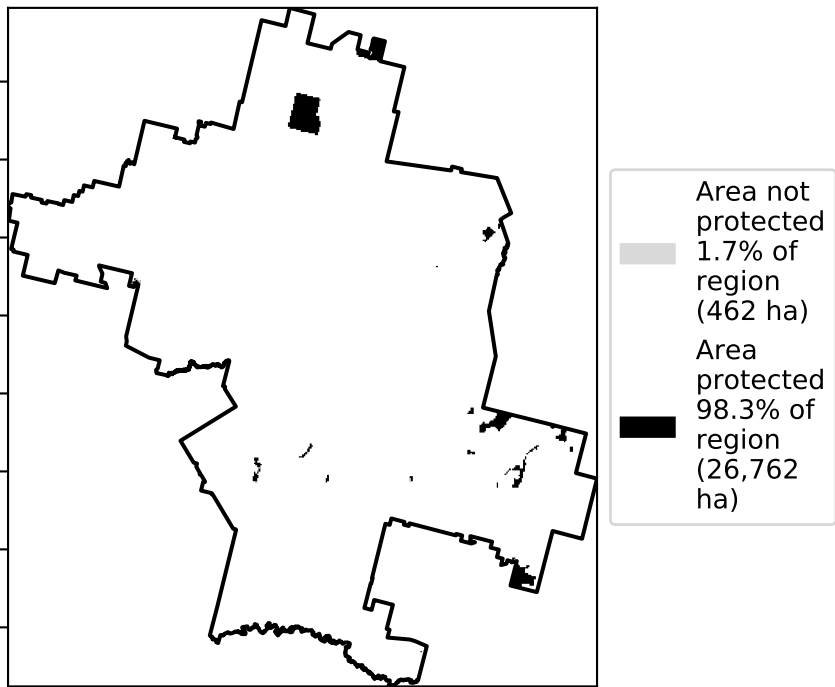 Area not
protected
1.7% of
region
(462 ha)
Area
protected
98.3% of
region
(26,762
ha)